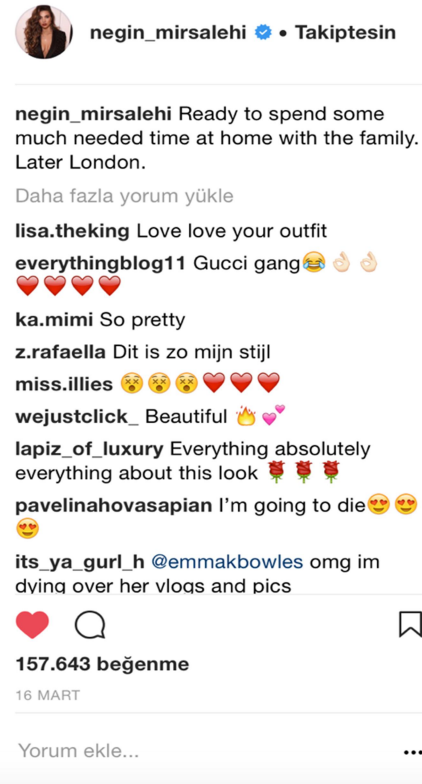 negin_mirsalehi • Takiptesin
negin_mirsalehi Ready to spend some
much needed time at home with the family.
Later London.
Daha fazla yorum yükle
lisa.theking Love love your outfit
everythingblog11 Gucci gang😂👌🏻👌🏻
❤️❤️❤️❤️
ka.mimi So pretty
z.rafaella Dit is zo mijn stijl
miss.illies 😵😵😵❤️❤️❤️
wejustclick_ Beautiful 🔥💕
lapiz_of_luxury Everything absolutely
everything about this look 🌹🌹🌹
pavelinahovasapian I’m going to die😍😍
😍
its_ya_gurl_h @emmakbowles omg im
dying over her vlogs and pics
157.643 beğenme
16 MART
Yorum ekle...